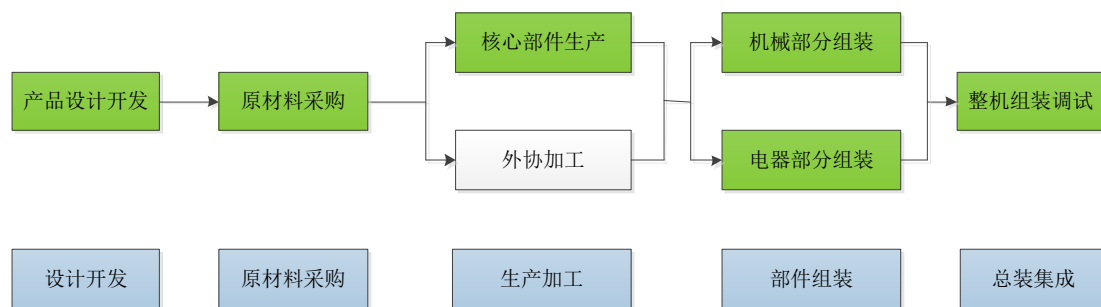 核心部件生产
机械部分组装
产品设计开发
原材料采购
整机组装调试
外协加工
电器部分组装
设计开发
原材料采购
生产加工
部件组装
总装集成